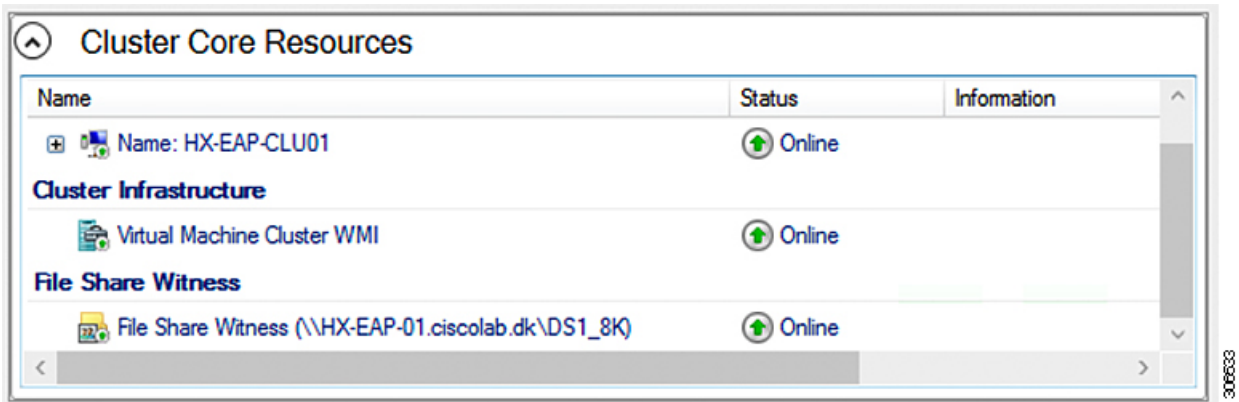 Cluster Core Resources
Name Status Information
Name: HX-EAP-CLU01 Online
Cluster Infrastructure
Virtual Machine Cluster WMI Online
File Share Witness
File Share Witness (\\HX-EAP-01.ciscolab.dk\DS1_8K) Online
306533